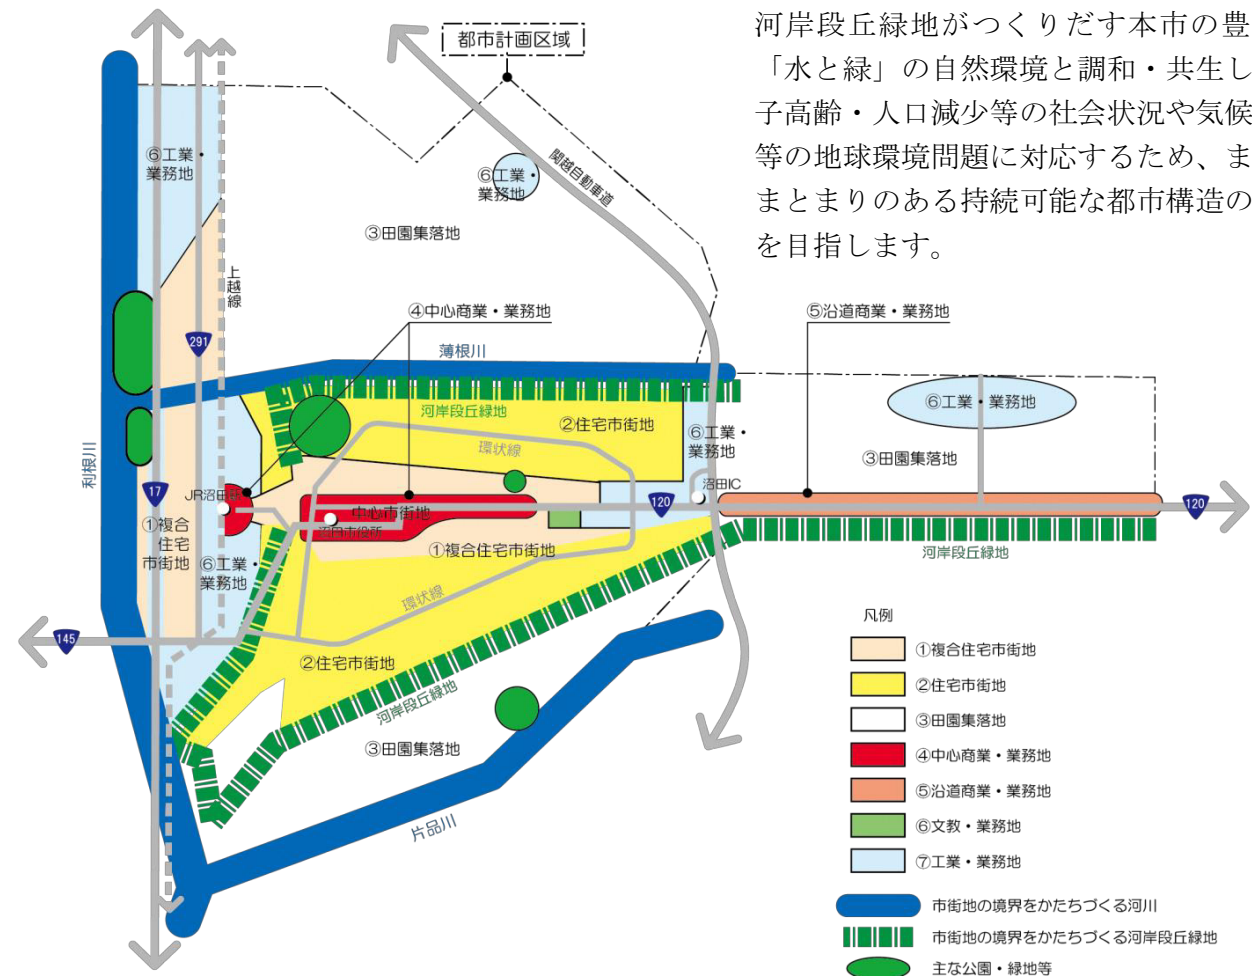 河岸段丘緑地がつくりだす本市の豊
「水と緑」の自然環境と調和・共生し
子高齢・人口減少等の社会状況や気候
等の地球環境問題に対応するため、ま
まとまりのある持続可能な都市構造の
を目指します。
都市計画区域
⑥工業・
業務地
⑥工業・
業務地
関越自動車道
③田園集落地
上越線
④中心商業・業務地
⑤沿道商業・業務地
291
薄根川
河岸段丘緑地
②住宅市街地
⑥工業・
業務地
⑥工業・業務地
環状線
③田園集落地
利根川
JR沼田駅
沼田IC
17
中心市街地
120
120
沼田市役所
①複合
住宅
市街地
①複合住宅市街地
河岸段丘緑地
⑥工業・
業務地
環状線
145
②住宅市街地
河岸段丘緑地
③田園集落地
片品川
凡例
①複合住宅市街地
②住宅市街地
③田園集落地
④中心商業・業務地
⑤沿道商業・業務地
⑥文教・業務地
⑦工業・業務地
市街地の境界をかたちづくる河川
市街地の境界をかたちづくる河岸段丘緑地
主な公園・緑地等